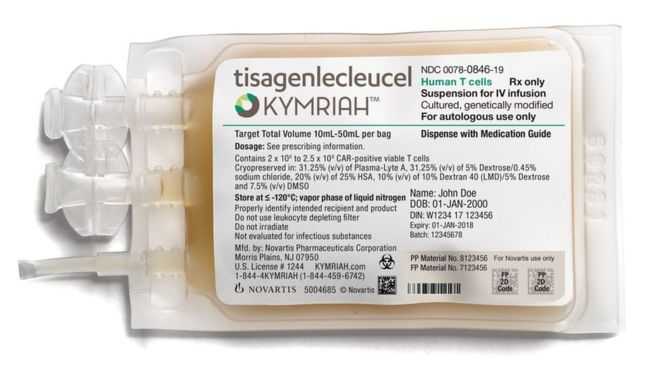 tisagenlecleucel
KYMRIAH™
NDC 0078-0846-19
Human T cells Rx only
Suspension for IV infusion
Cultured, genetically modified
For autologous use only
Target Total Volume 10mL-50mL per bag
Dispense with Medication Guide
Dosage: See prescribing information.
Contains 2 x 10⁶ to 2.5 x 10⁸ CAR-positive viable T cells
Cryopreserved in: 31.25% (v/v) of Plasma-Lyte A, 31.25% (v/v) of 5% Dextrose/0.45%
sodium chloride, 20% (v/v) of 25% HSA, 10% (v/v) of 10% Dextran 40 (LMD)/5% Dextrose
and 7.5% (v/v) DMSO
Store at ≤ -120°C; vapor phase of liquid nitrogen
Properly identify intended recipient and product
Do not use leukocyte depleting filter
Do not irradiate
Not evaluated for infectious substances
Mfd. by: Novartis Pharmaceuticals Corporation
Morris Plains, NJ 07950
U.S. License # 1244 KYMRIAH.com
1-844-4KYMRIAH (1-844-459-6742)
NOVARTIS 5004685 © Novartis
Name: John Doe
DOB: 01-JAN-2000
DIN: W1234 17 123456
Expiry: 01-JAN-2018
Batch: 12345678
PP Material No. 8123456 For Novartis use only
FP Material No. 7123456
PP
2D
Code
FP
2D
Code